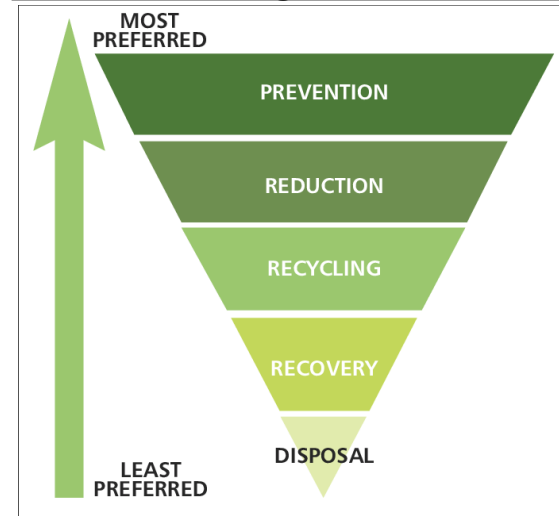 MOST
PREFERRED
PREVENTION
REDUCTION
RECYCLING
RECOVERY
DISPOSAL
LEAST
PREFERRED